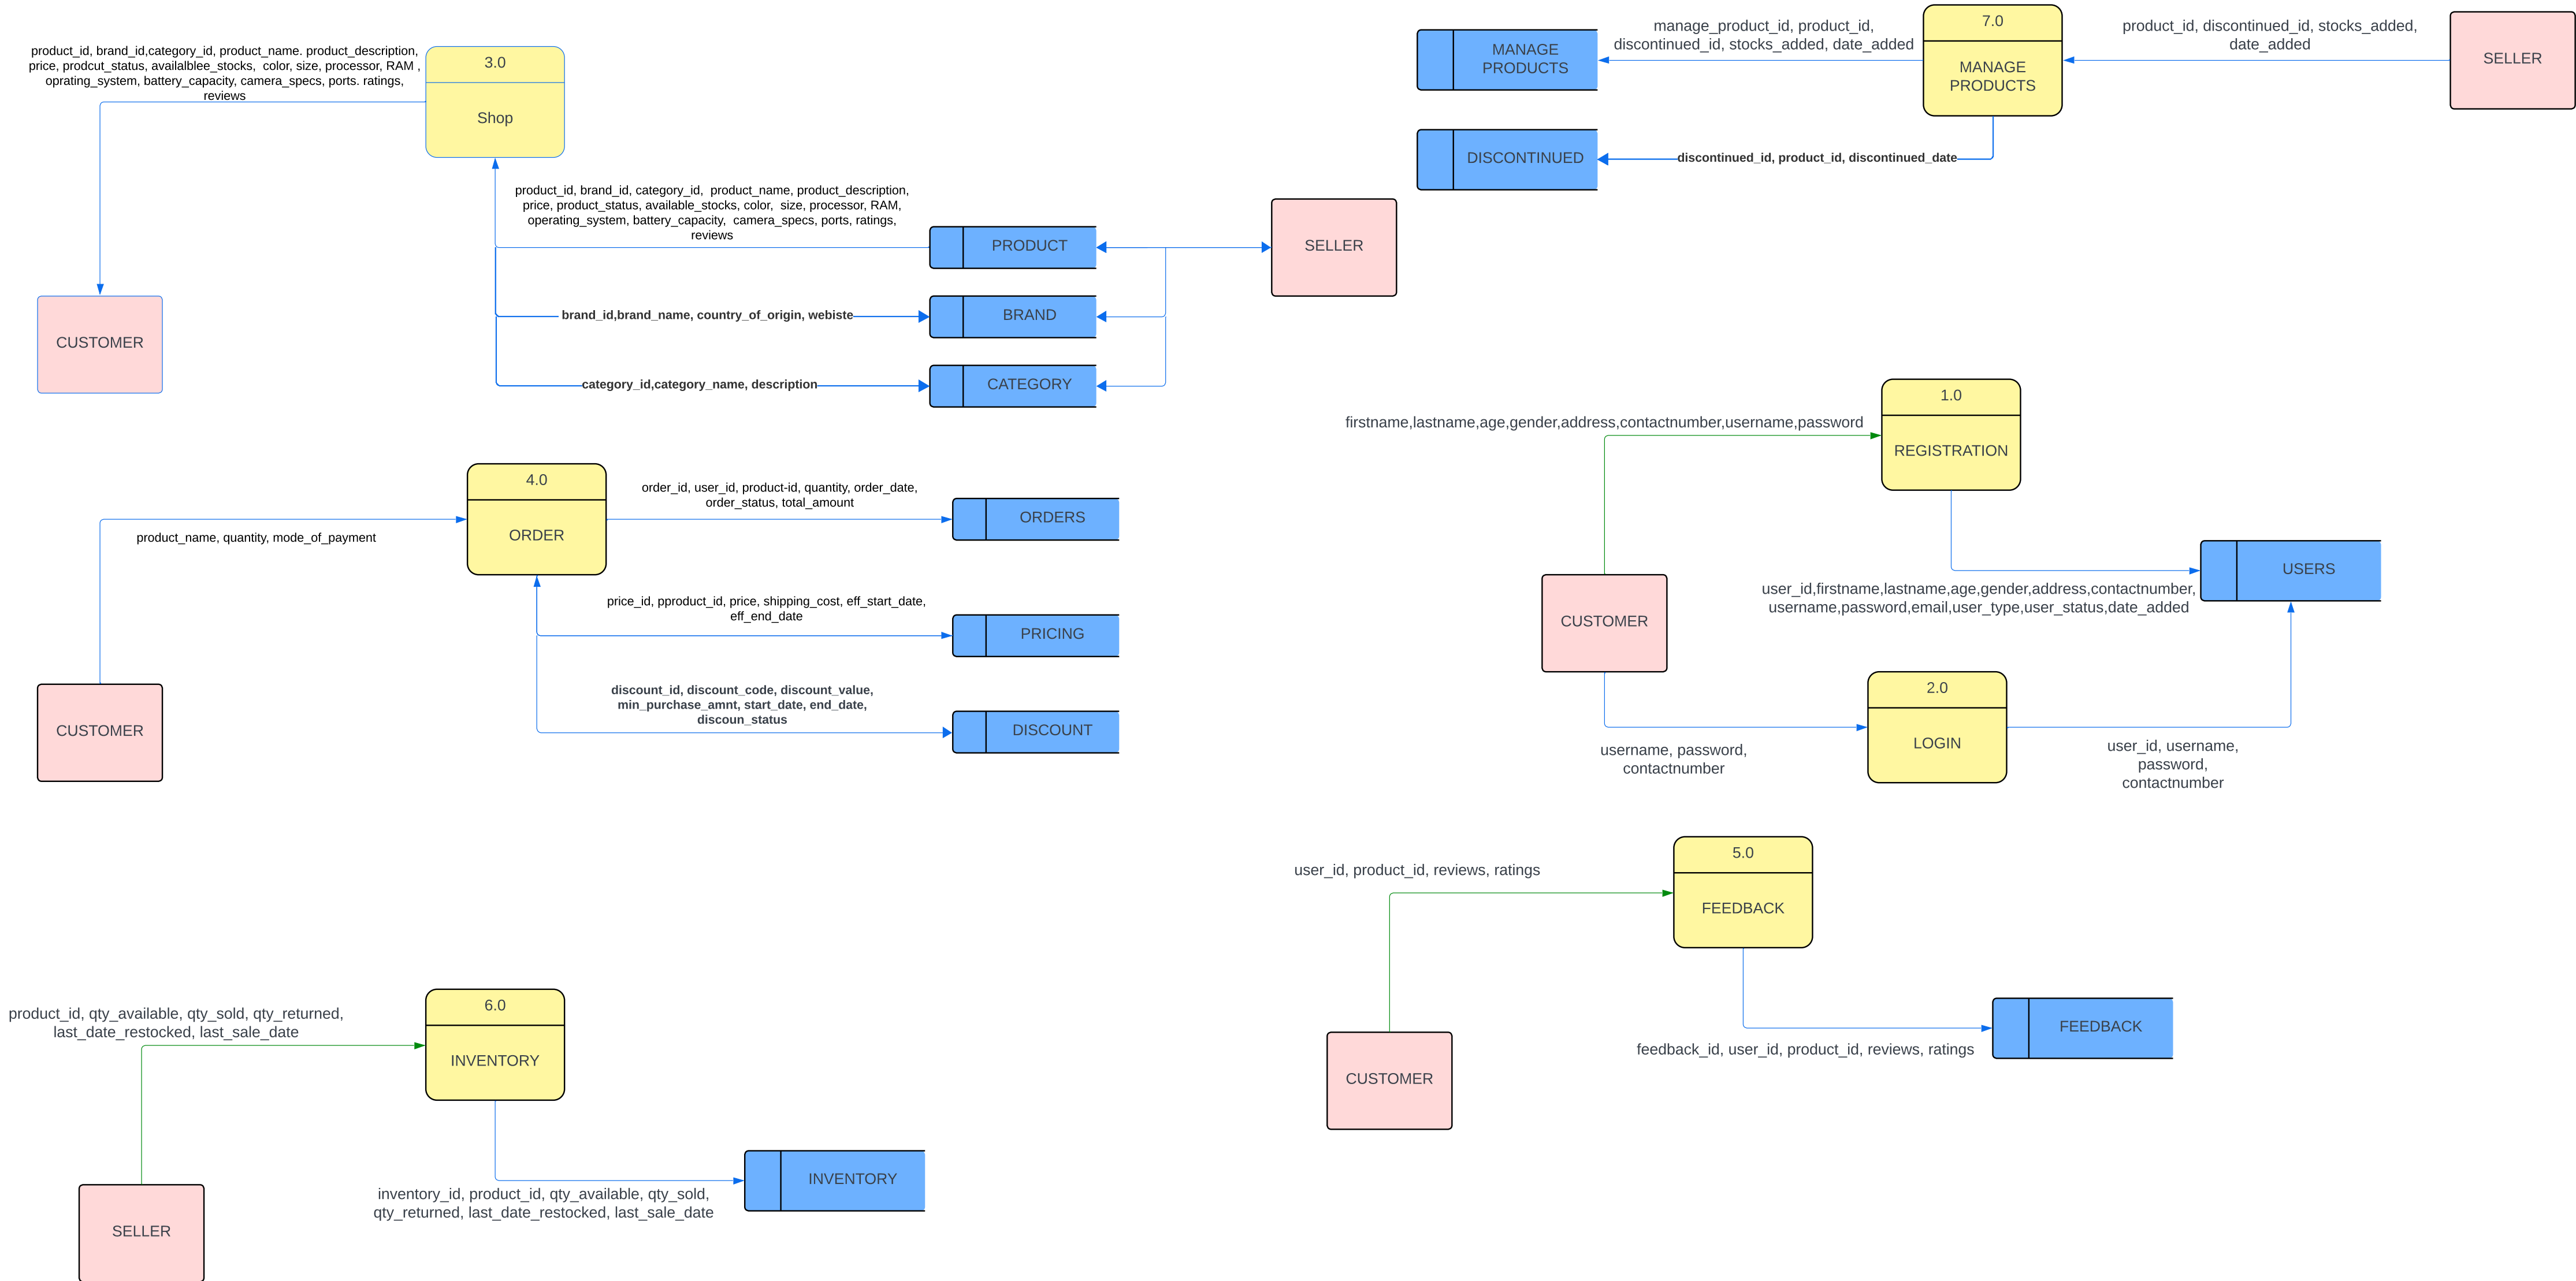 product_id, brand_id,category_id, product_name. product_description,
price, prodcut_status, availalblee_stocks,  color, size, processor, RAM ,
oprating_system, battery_capacity, camera_specs, ports. ratings,
reviews
3.0
Shop
CUSTOMER
product_id, brand_id, category_id,  product_name, product_description,
price, product_status, available_stocks, color,  size, processor, RAM,
operating_system, battery_capacity,  camera_specs, ports, ratings,
reviews
PRODUCT
SELLER
brand_id,brand_name, country_of_origin, webiste
BRAND
category_id,category_name, description
CATEGORY
MANAGE
PRODUCTS
manage_product_id, product_id,
discontinued_id, stocks_added, date_added
7.0
MANAGE
PRODUCTS
product_id, discontinued_id, stocks_added,
date_added
SELLER
DISCONTINUED
discontinued_id, product_id, discontinued_date
4.0
ORDER
product_name, quantity, mode_of_payment
CUSTOMER
order_id, user_id, product-id, quantity, order_date,
order_status, total_amount
ORDERS
price_id, pproduct_id, price, shipping_cost, eff_start_date,
eff_end_date
PRICING
discount_id, discount_code, discount_value,
min_purchase_amnt, start_date, end_date,
discoun_status
DISCOUNT
firstname,lastname,age,gender,address,contactnumber,username,password
1.0
REGISTRATION
CUSTOMER
user_id,firstname,lastname,age,gender,address,contactnumber,
username,password,email,user_type,user_status,date_added
USERS
username, password,
contactnumber
2.0
LOGIN
user_id, username,
password,
contactnumber
user_id, product_id, reviews, ratings
5.0
FEEDBACK
CUSTOMER
feedback_id, user_id, product_id, reviews, ratings
FEEDBACK
product_id, qty_available, qty_sold, qty_returned,
last_date_restocked, last_sale_date
6.0
INVENTORY
SELLER
inventory_id, product_id, qty_available, qty_sold,
qty_returned, last_date_restocked, last_sale_date
INVENTORY